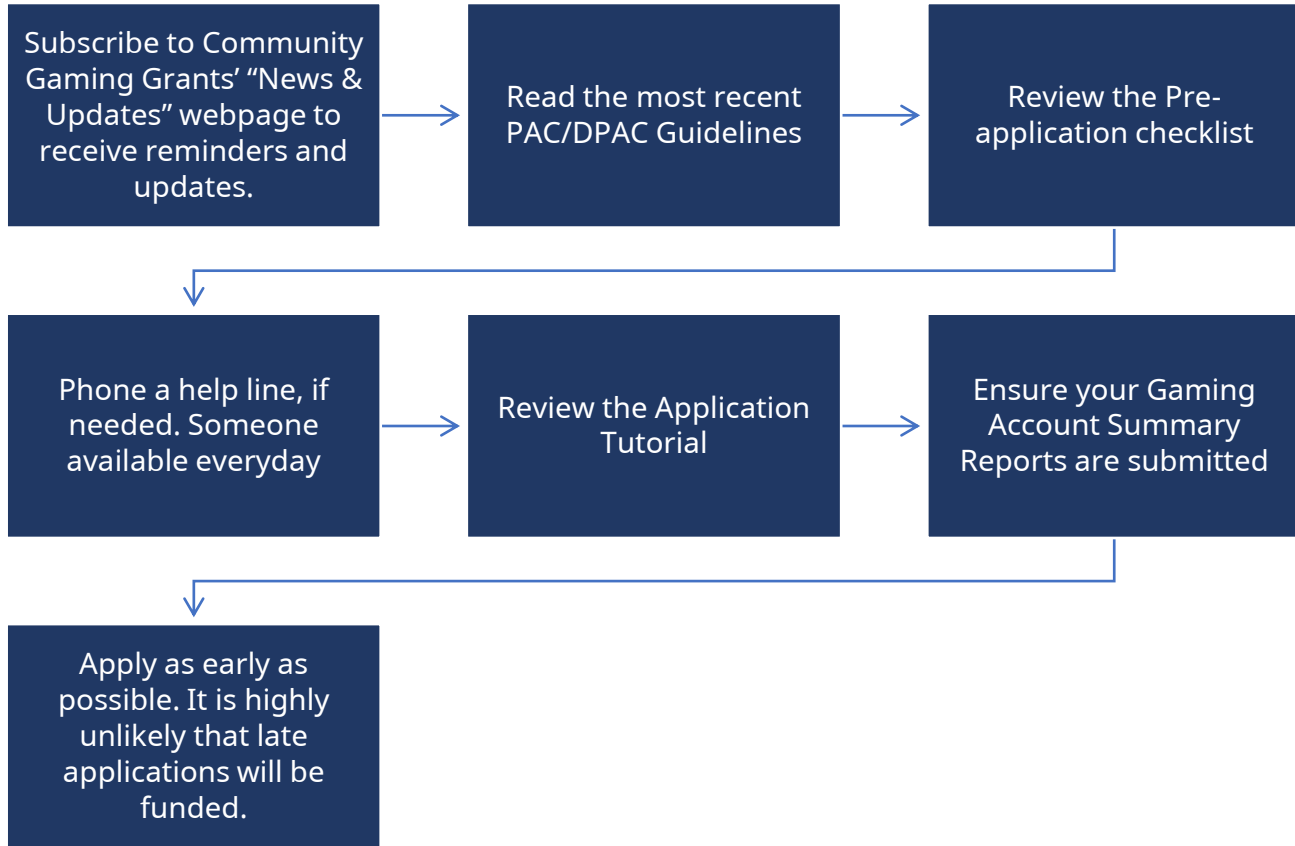 Subscribe to Community
Gaming Grants’ “News &
Updates” webpage to
receive reminders and
updates.
Read the most recent
PAC/DPAC Guidelines
Review the Pre-
application checklist
Phone a help line, if
needed. Someone
available everyday
Review the Application
Tutorial
Ensure your Gaming
Account Summary
Reports are submitted
Apply as early as
possible. It is highly
unlikely that late
applications will be
funded.